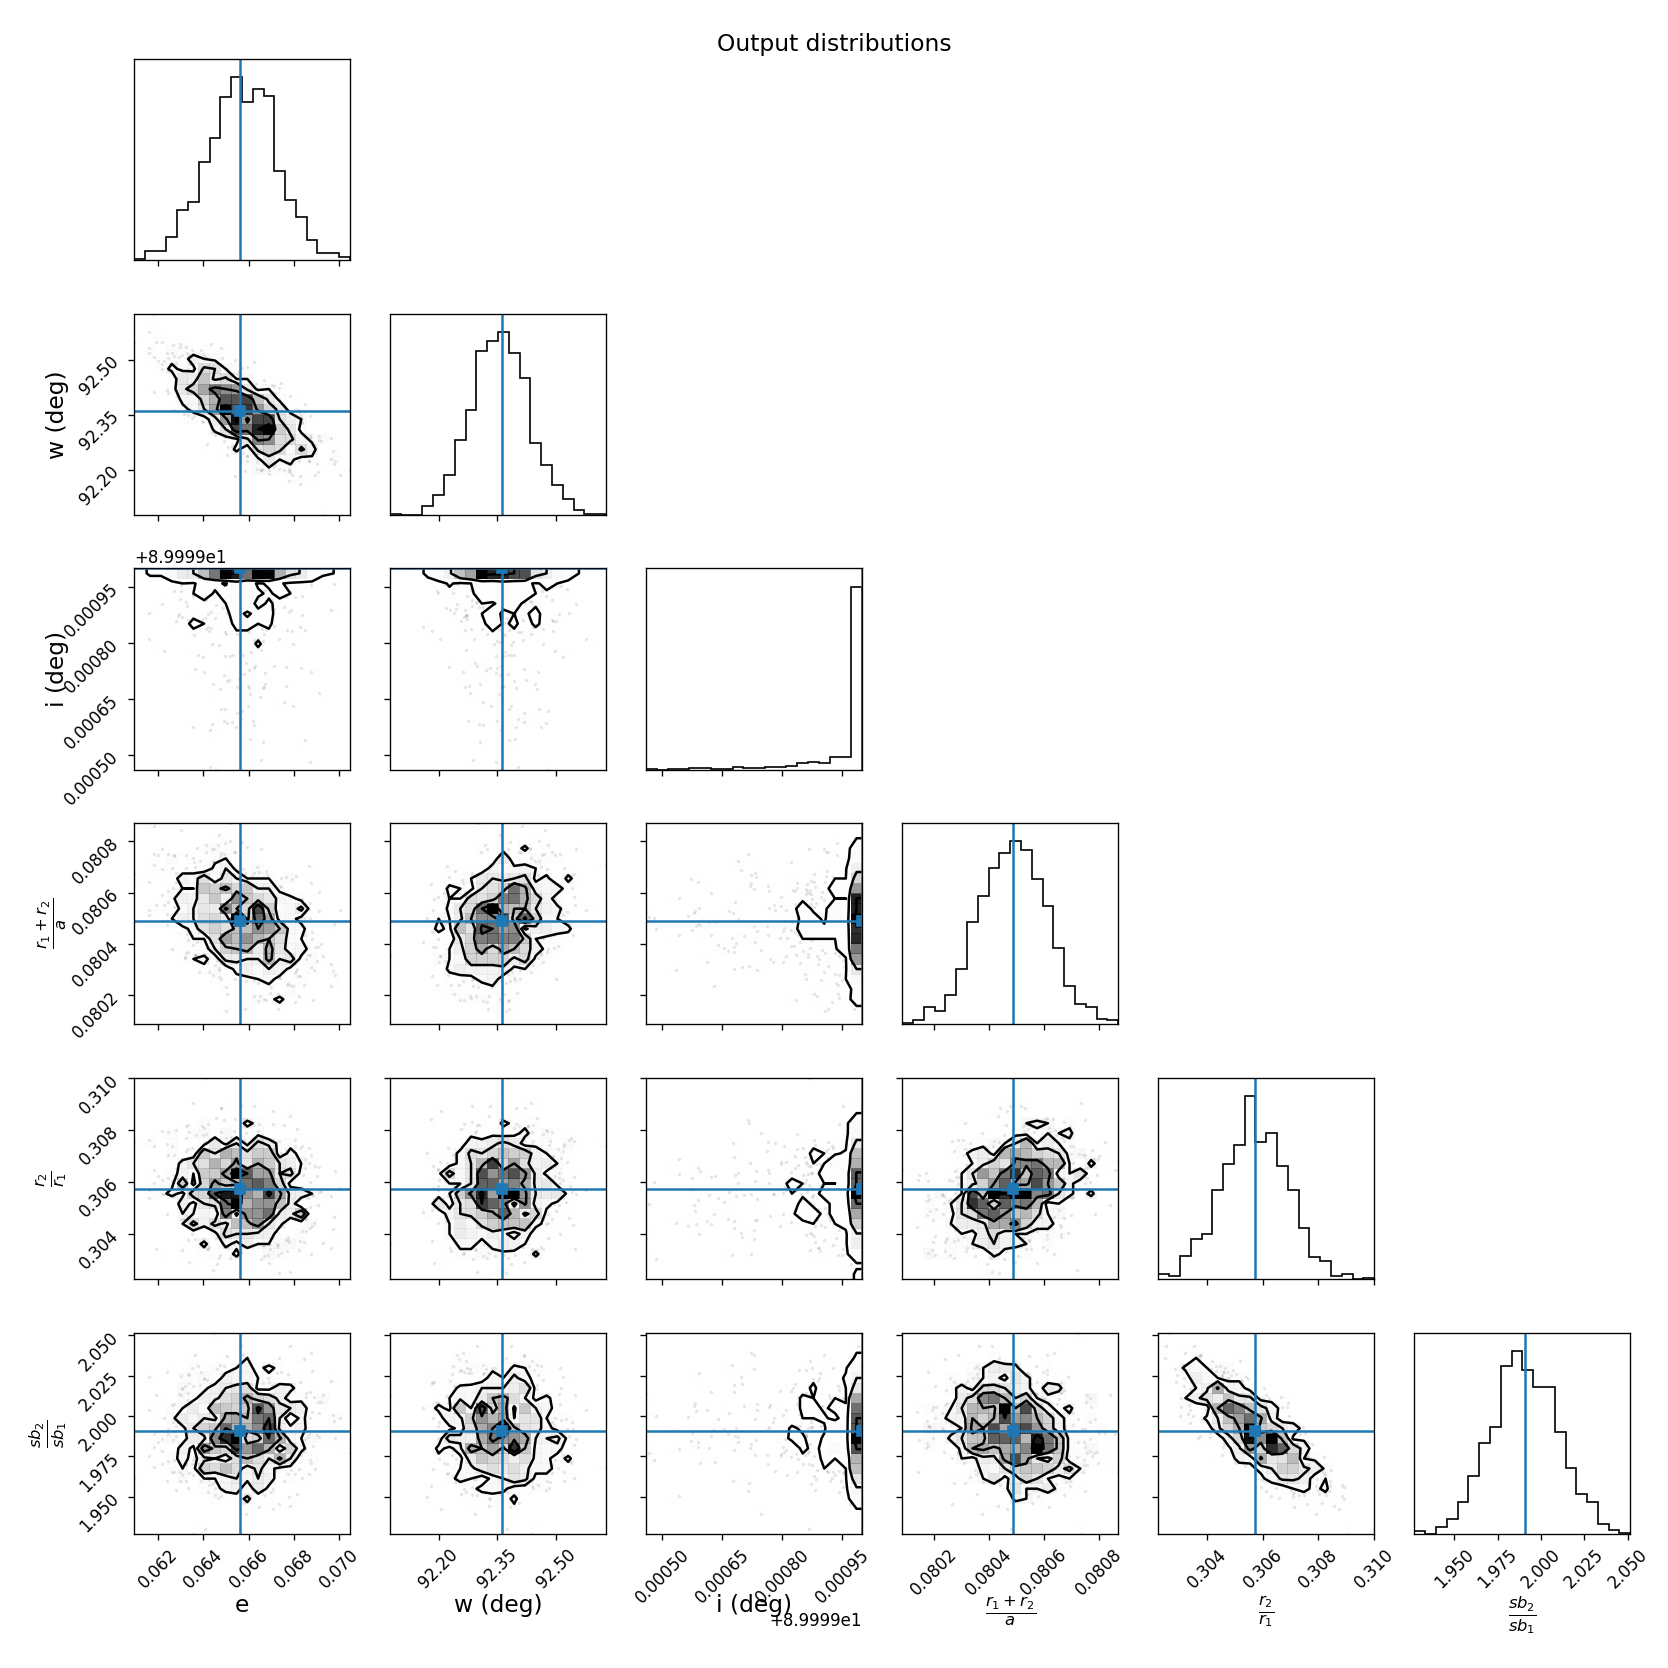 Output distributions
w (deg)
92.50
92.35
92.20
+8.9999e1
i (deg)
0.00095
0.00080
0.00065
0.00050
r₁ + r₂
a
0.0808
0.0806
0.0804
0.0802
r₂
r₁
0.310
0.308
0.306
0.304
sb₂
sb₁
2.050
2.025
2.000
1.975
1.950
0.062 0.064 0.066 0.070
92.20 92.35 92.50
0.00050 0.00065 0.00080 0.00095
0.0802 0.0804 0.0806 0.0808
0.304 0.306 0.308 0.310
1.950 1.975 2.000 2.025 2.050
e
w (deg)
i (deg)
+8.9999e1
r₁ + r₂
a
r₂
r₁
sb₂
sb₁